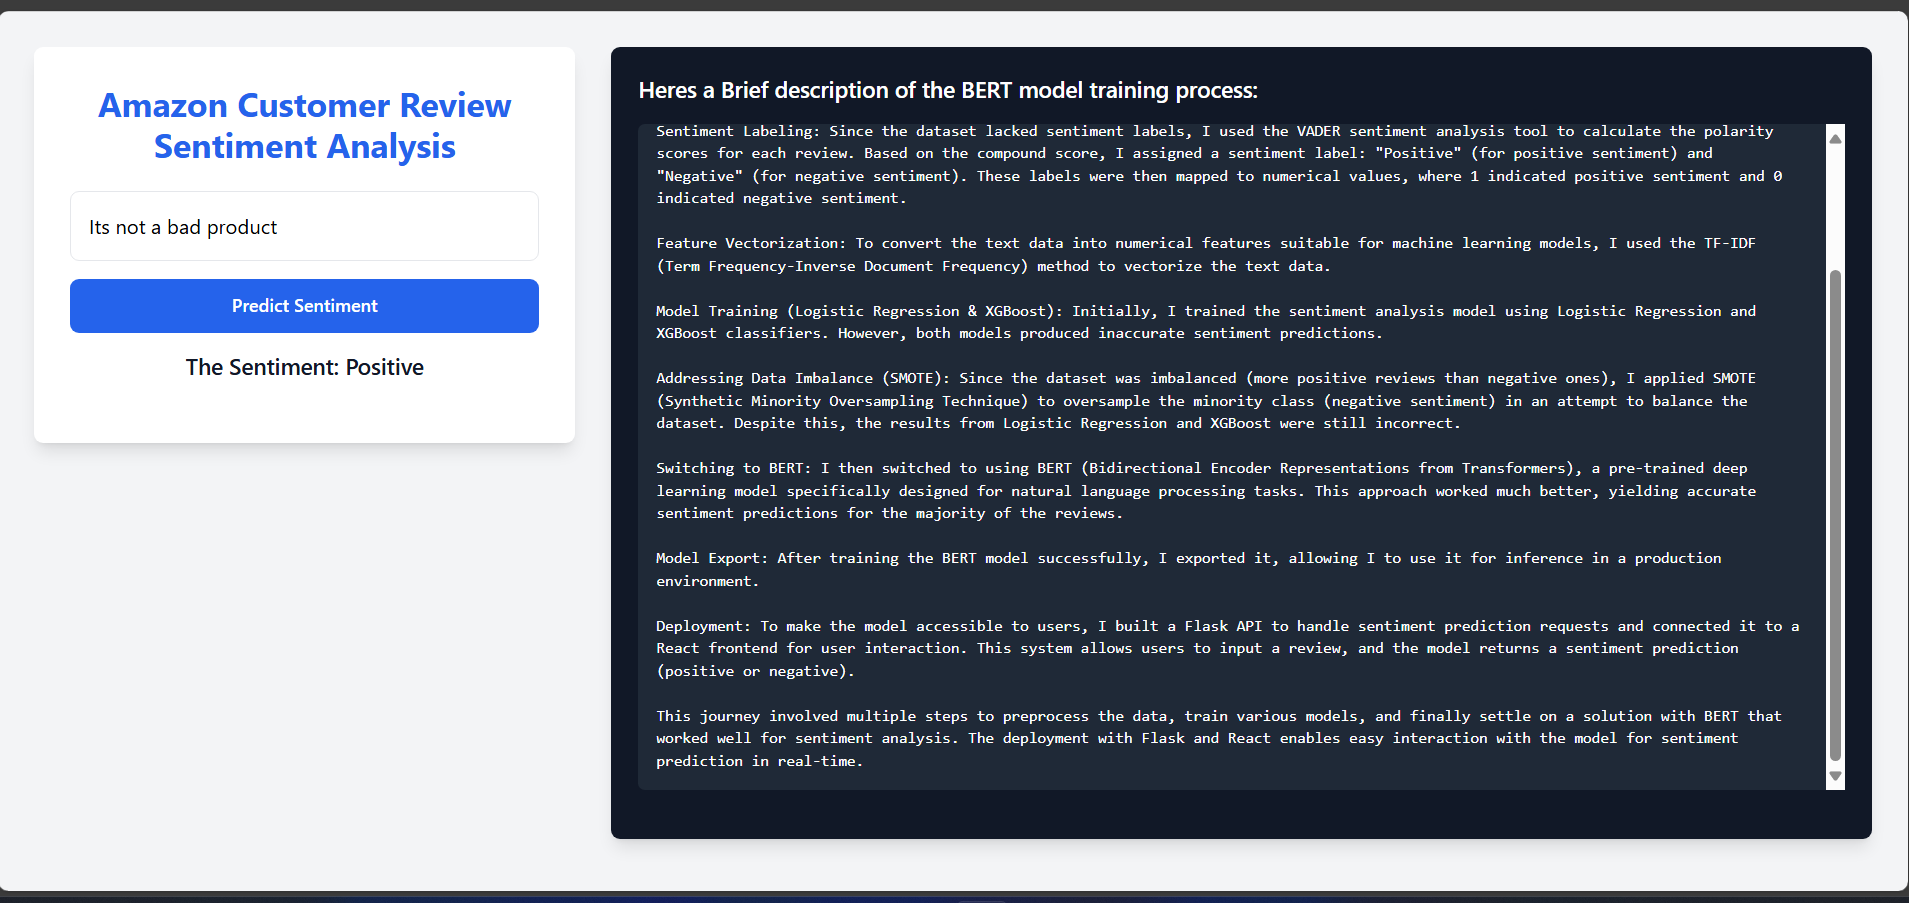 Amazon Customer Review
Sentiment Analysis
Its not a bad product
Predict Sentiment
The Sentiment: Positive
Heres a Brief description of the BERT model training process:
Sentiment Labeling: Since the dataset lacked sentiment labels, I used the VADER sentiment analysis tool to calculate the polarity
scores for each review. Based on the compound score, I assigned a sentiment label: "Positive" (for positive sentiment) and
"Negative" (for negative sentiment). These labels were then mapped to numerical values, where 1 indicated positive sentiment and 0
indicated negative sentiment.
Feature Vectorization: To convert the text data into numerical features suitable for machine learning models, I used the TF-IDF
(Term Frequency-Inverse Document Frequency) method to vectorize the text data.
Model Training (Logistic Regression & XGBoost): Initially, I trained the sentiment analysis model using Logistic Regression and
XGBoost classifiers. However, both models produced inaccurate sentiment predictions.
Addressing Data Imbalance (SMOTE): Since the dataset was imbalanced (more positive reviews than negative ones), I applied SMOTE
(Synthetic Minority Oversampling Technique) to oversample the minority class (negative sentiment) in an attempt to balance the
dataset. Despite this, the results from Logistic Regression and XGBoost were still incorrect.
Switching to BERT: I then switched to using BERT (Bidirectional Encoder Representations from Transformers), a pre-trained deep
learning model specifically designed for natural language processing tasks. This approach worked much better, yielding accurate
sentiment predictions for the majority of the reviews.
Model Export: After training the BERT model successfully, I exported it, allowing I to use it for inference in a production
environment.
Deployment: To make the model accessible to users, I built a Flask API to handle sentiment prediction requests and connected it to a
React frontend for user interaction. This system allows users to input a review, and the model returns a sentiment prediction
(positive or negative).
This journey involved multiple steps to preprocess the data, train various models, and finally settle on a solution with BERT that
worked well for sentiment analysis. The deployment with Flask and React enables easy interaction with the model for sentiment
prediction in real-time.